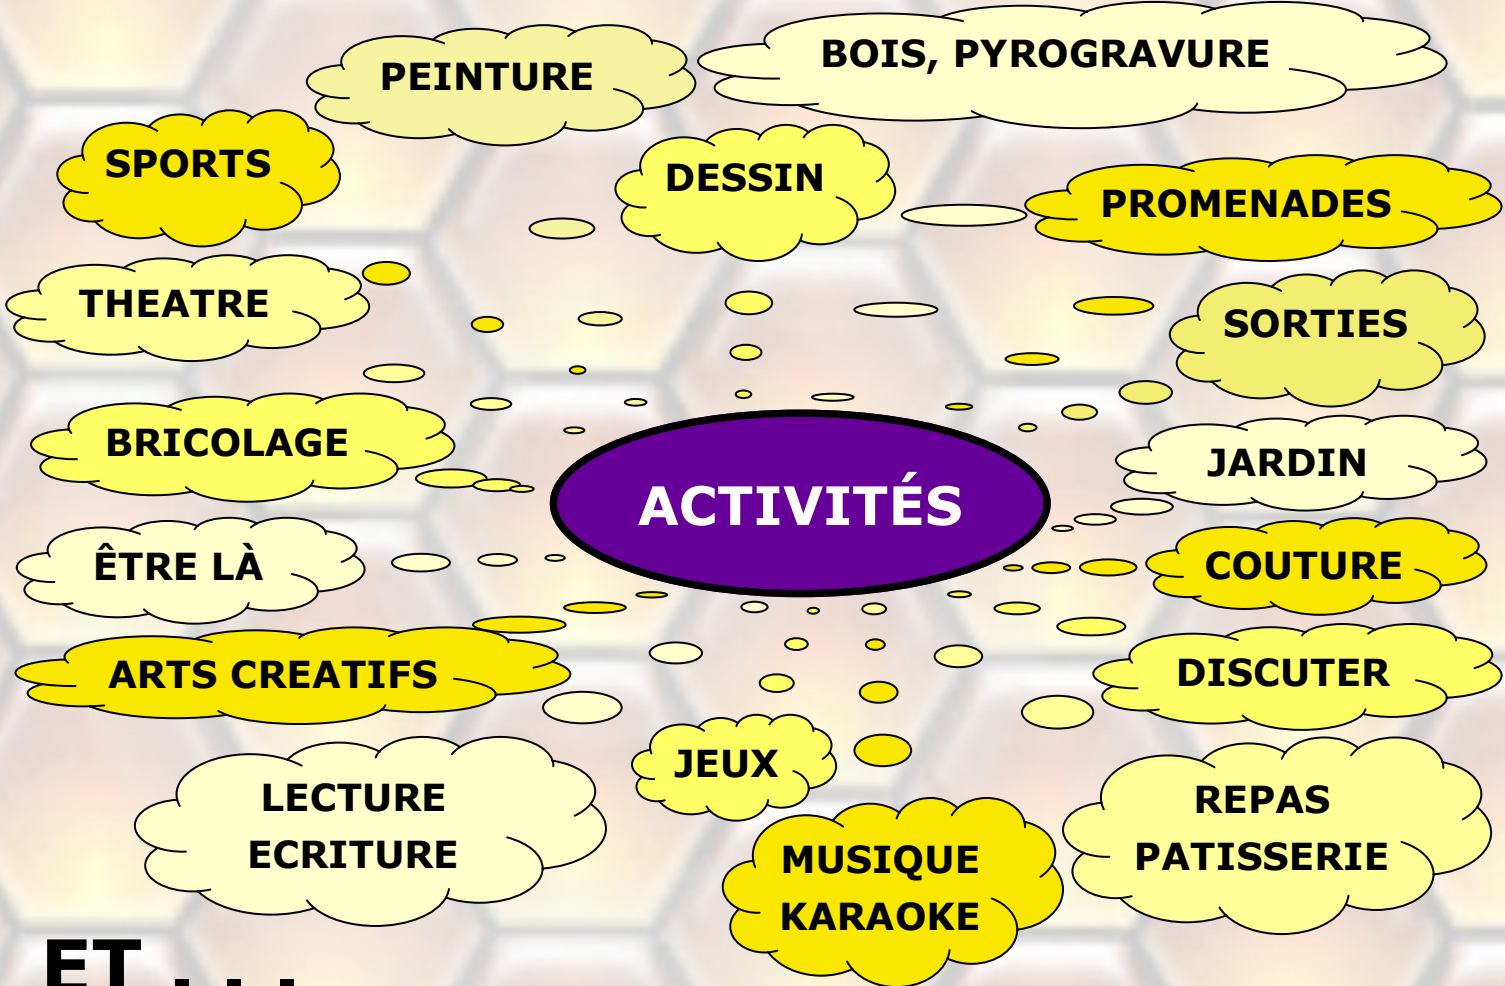 PEINTURE
BOIS, PYROGRAVURE
SPORTS
DESSIN
PROMENADES
THEATRE
SORTIES
BRICOLAGE
JARDIN
ACTIVITÉS
ÊTRE LÀ
COUTURE
ARTS CREATIFS
DISCUTER
JEUX
LECTURE
ECRITURE
REPAS
PATISSERIE
MUSIQUE
KARAOKE
ET . . .